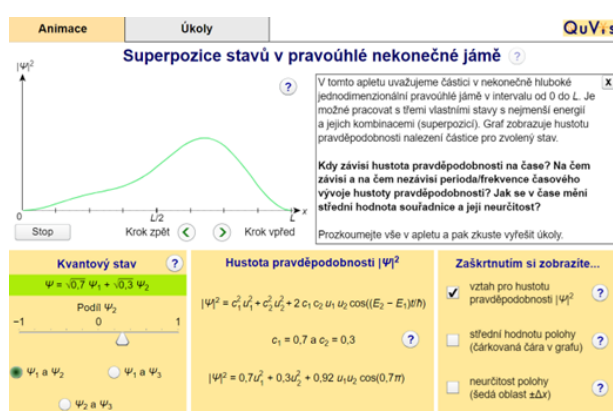 Animace
Úkoly
QuVis
Superpozice stavů v pravoúhlé nekonečné jámě ?
|Ψ|²
?
0
L/2
L
x
Stop
Krok zpět
Krok vpřed
X
V tomto apletu uvažujeme částici v nekonečně hluboké
jednodimenzionální pravoúhlé jámě v intervalu od 0 do L. Je
možné pracovat s třemi vlastními stavy s nejmenší energií
a jejich kombinacemi (superpozicí). Graf zobrazuje hustotu
pravděpodobnosti nalezení částice pro zvolený stav.
Kdy závisí hustota pravděpodobnosti na čase? Na čem
závisí a na čem nezávisí perioda/frekvence časového
vývoje hustoty pravděpodobnosti? Jak se v čase mění
střední hodnota souřadnice a její neurčitost?
Prozkoumejte vše v apletu a pak zkuste vyřešit úkoly.
Kvantový stav ?
Ψ = √0,7 Ψ₁ + √0,3 Ψ₂
Podíl Ψ₂
−1 0 1
Ψ₁ a Ψ₂
Ψ₁ a Ψ₃
Ψ₂ a Ψ₃
Hustota pravděpodobnosti |Ψ|²
|Ψ|² = c₁² u₁² + c₂² u₂² + 2 c₁ c₂ u₁ u₂ cos((E₂ − E₁)t/ħ)
c₁ = 0,7 a c₂ = 0,3 ?
|Ψ|² = 0,7u₁² + 0,3u₂² + 0,92 u₁u₂ cos(0,7π)
Zaškrtnutím si zobrazíte...
vztah pro hustotu
pravděpodobnosti |Ψ|² ?
střední hodnotu polohy
(čárkovaná čára v grafu) ?
neurčitost polohy
(šedá oblast ±Δx) ?